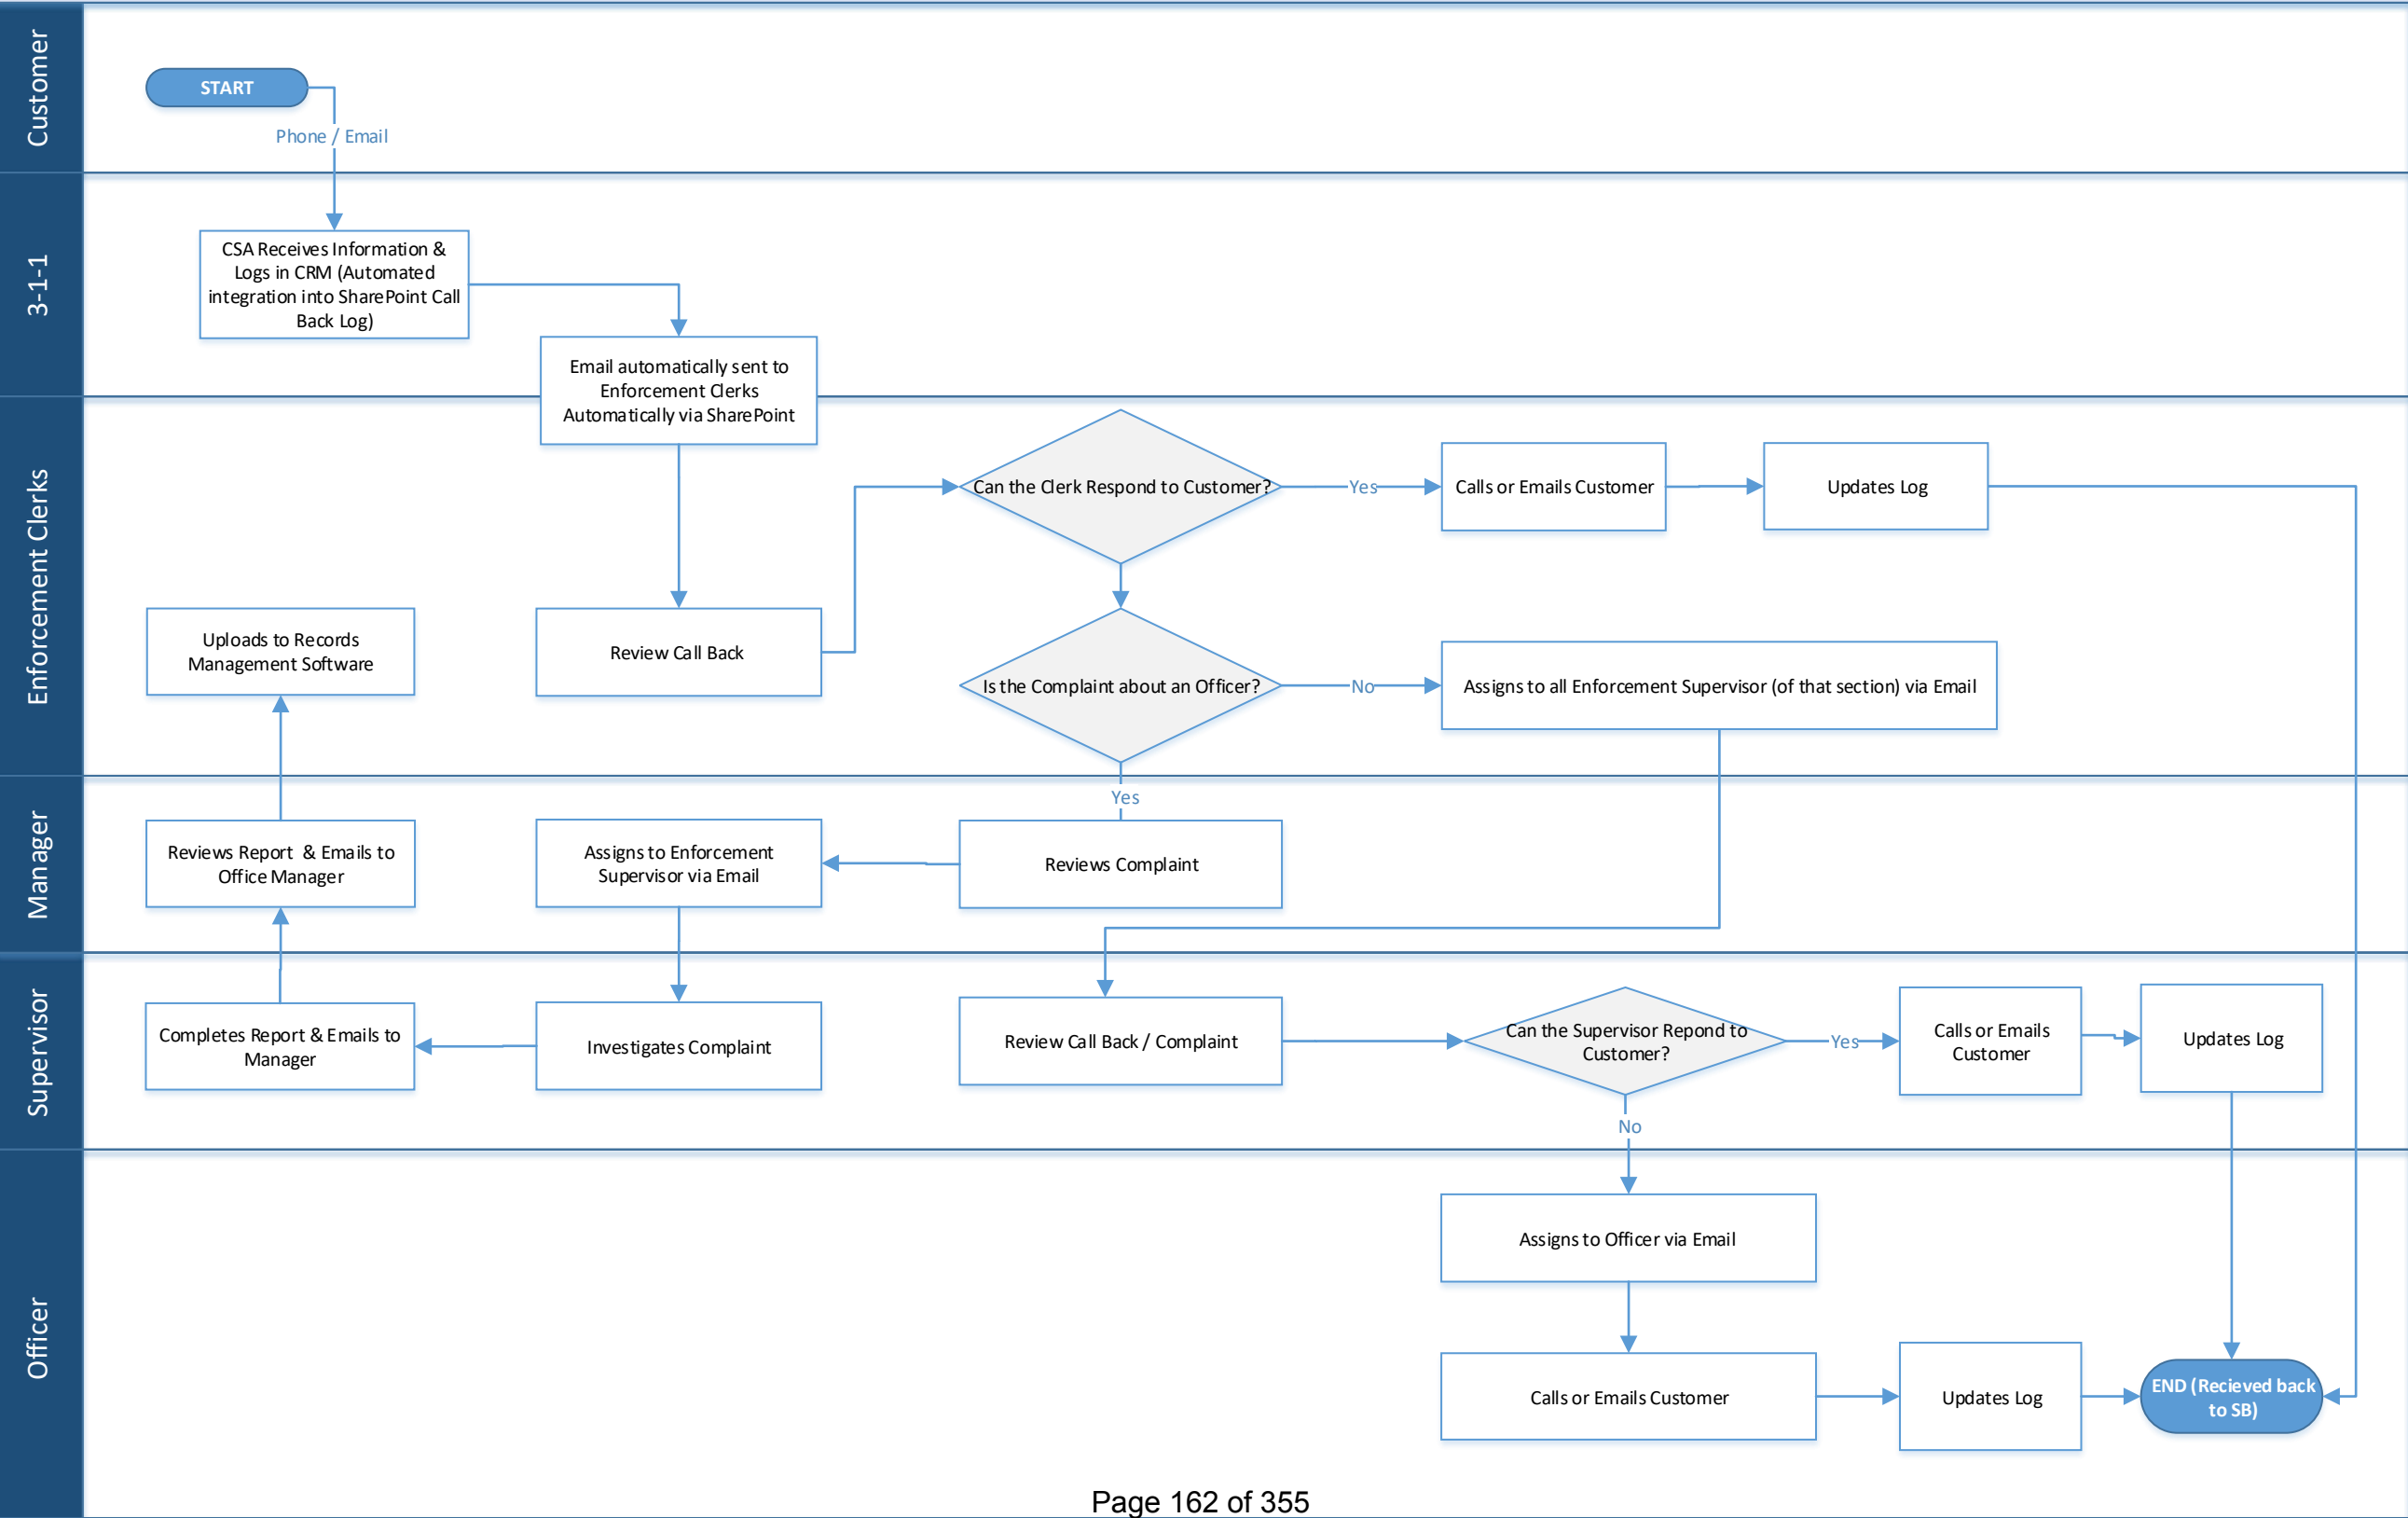 Customer
START
Phone / Email
3-1-1
CSA Receives Information &
Logs in CRM (Automated
integration into SharePoint Call
Back Log)
Email automatically sent to
Enforcement Clerks
Automatically via SharePoint
Enforcement Clerks
Can the Clerk Respond to Customer?
Yes
Calls or Emails Customer
Updates Log
Uploads to Records
Management Software
Review Call Back
Is the Complaint about an Officer?
No
Assigns to all Enforcement Supervisor (of that section) via Email
Manager
Yes
Reviews Report & Emails to
Office Manager
Assigns to Enforcement
Supervisor via Email
Reviews Complaint
Supervisor
Completes Report & Emails to
Manager
Investigates Complaint
Review Call Back / Complaint
Can the Supervisor Repond to
Customer?
Yes
Calls or Emails
Customer
Updates Log
No
Officer
Assigns to Officer via Email
Calls or Emails Customer
Updates Log
END (Recieved back
to SB)
Page 162 of 355